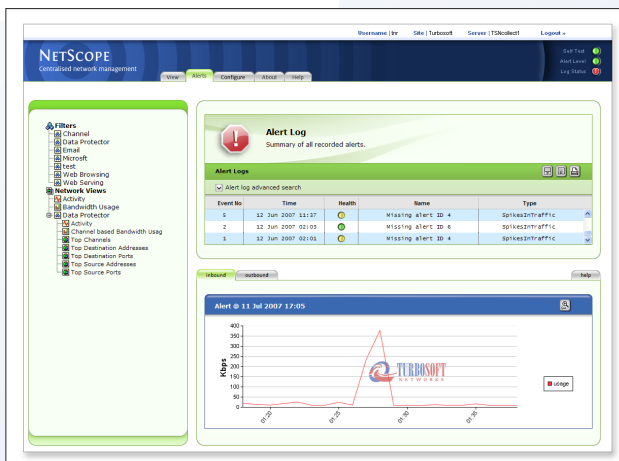 Username | tnr Site | Turbosoft Server | TSNcollect1 Logout »
NETSCOPE
Centralised network management
View Alerts Configure About Help
Self Test
Alert Level
Log Status
Filters
Channel
Data Protector
Email
Microsft
test
Web Browsing
Web Serving
Network Views
Activity
Bandwidth Usage
Data Protector
Activity
Channel based Bandwidth Usag
Top Channels
Top Destination Addresses
Top Destination Ports
Top Source Addresses
Top Source Ports
Alert Log
Summary of all recorded alerts.
Alert Logs
Alert log advanced search
Event No Time Health Name Type
5 12 Jun 2007 11:37 Missing alert ID 4 SpikesInTraffic
2 12 Jun 2007 02:03 Missing alert ID 6 SpikesInTraffic
1 12 Jun 2007 02:01 Missing alert ID 4 SpikesInTraffic
inbound outbound help
Alert @ 11 Jul 2007 17:05
Kbps
400
350
300
250
200
150
100
50
0
01:20 01:25 01:30 01:35
TURBOSOFT
NETWORKS
usage